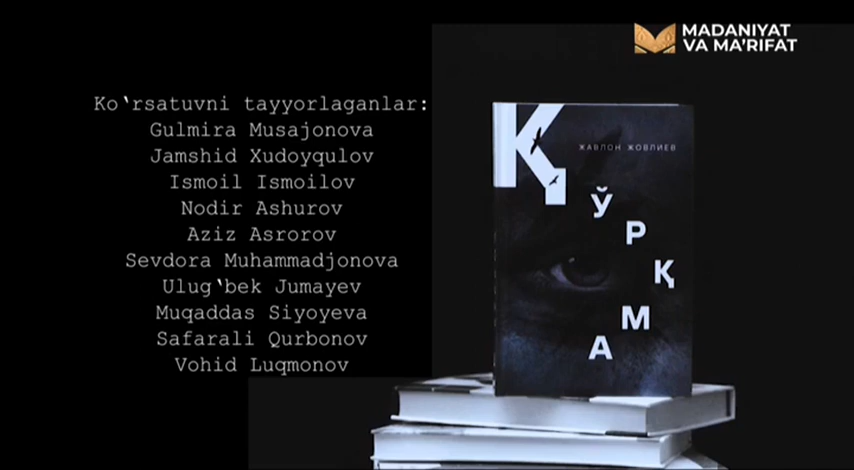 MADANIYAT
VA MA'RIFAT
Ko‘rsatuvni tayyorlaganlar:
Gulmira Musajonova
Jamshid Xudoyqulov
Ismoil Ismoilov
Nodir Ashurov
Aziz Asrorov
Sevdora Muhammadjonova
Ulug‘bek Jumayev
Muqaddas Siyoyeva
Safarali Qurbonov
Vohid Luqmonov
ЖАВЛОН ЖОВЛИЕВ
ҚЎРҚМА